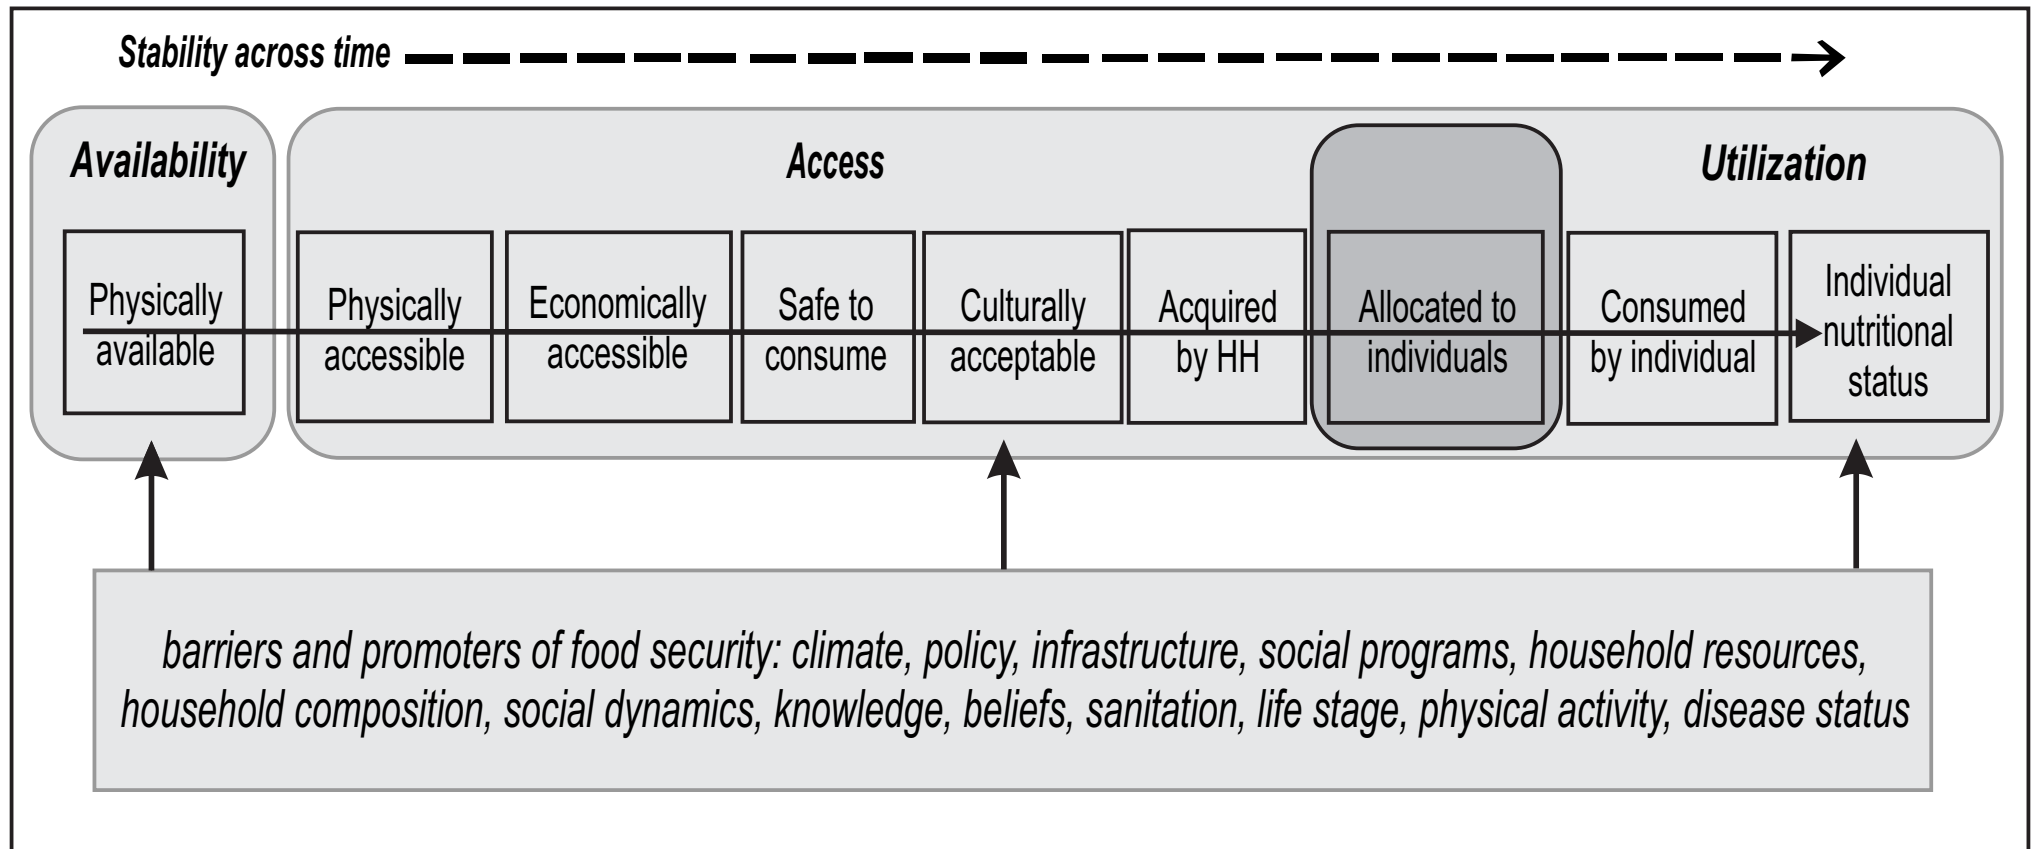 Stability across time
Availability
Access
Utilization
Physically
available
Physically
accessible
Economically
accessible
Safe to
consume
Culturally
acceptable
Acquired
by HH
Allocated to
individuals
Consumed
by individual
Individual
nutritional
status
barriers and promoters of food security: climate, policy, infrastructure, social programs, household resources,
household composition, social dynamics, knowledge, beliefs, sanitation, life stage, physical activity, disease status